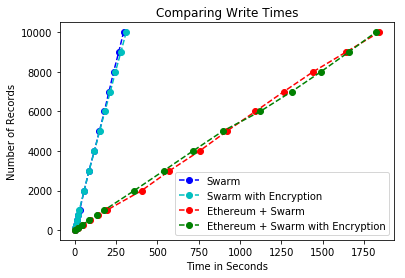 Comparing Write Times
Number of Records
10000
8000
6000
4000
2000
0
Swarm
Swarm with Encryption
Ethereum + Swarm
Ethereum + Swarm with Encryption
0 250 500 750 1000 1250 1500 1750
Time in Seconds